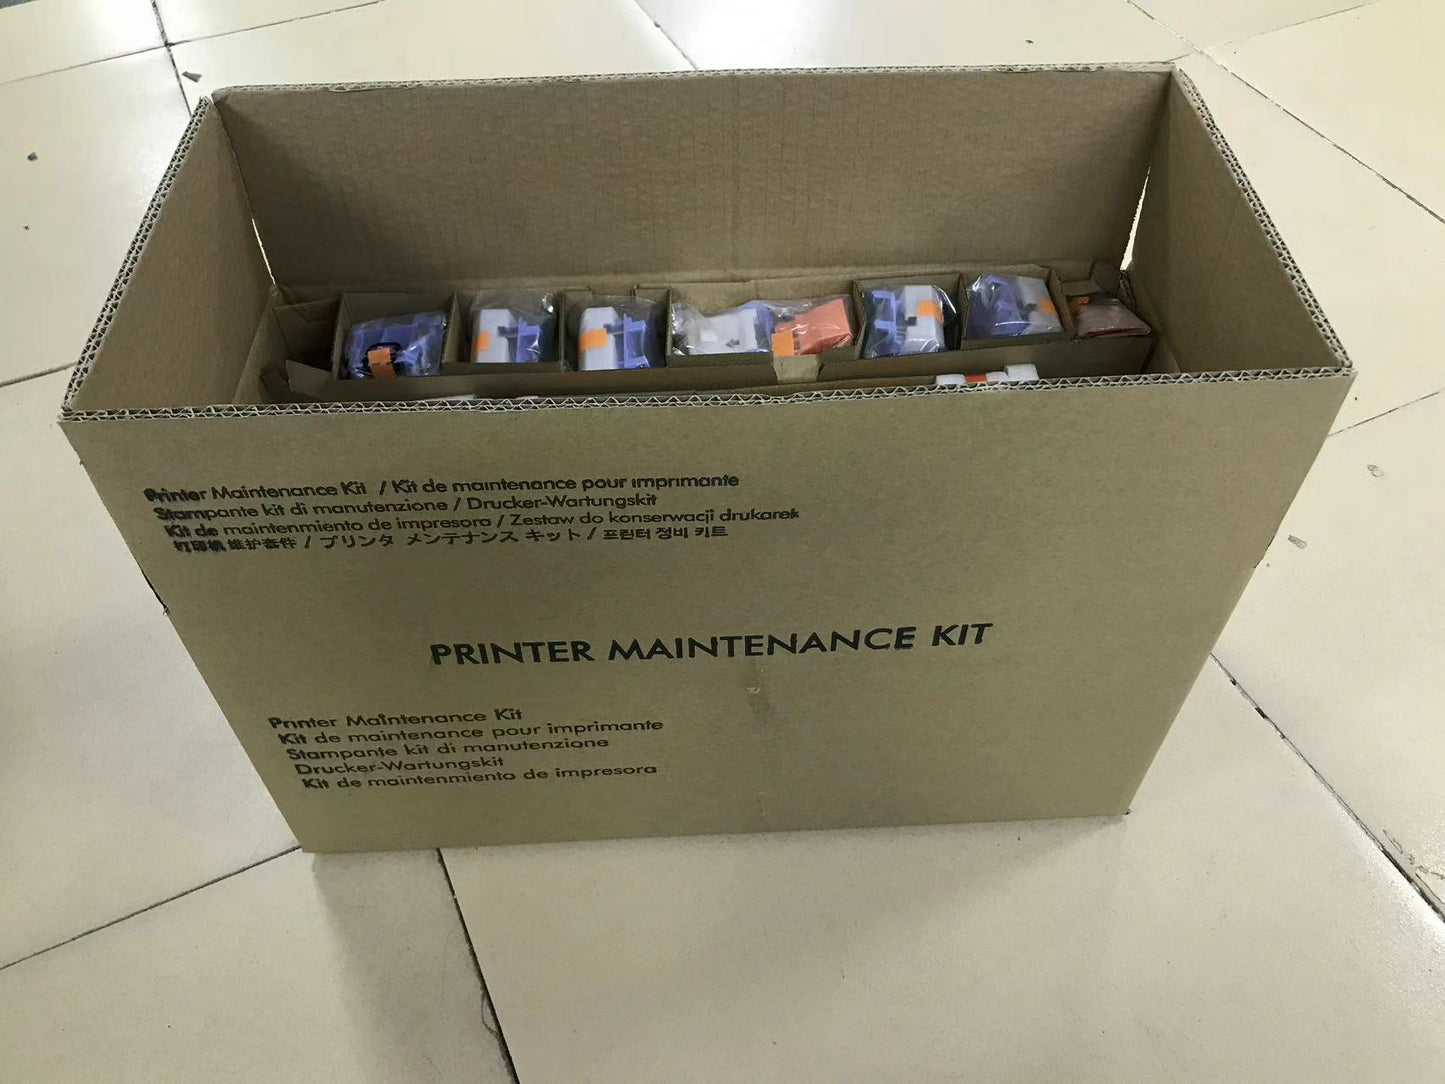 Printer Maintenance Kit / Kit de maintenance pour imprimante
Stampante kit di manutenzione / Drucker-Wartungskit
Kit de maintenmiento de impresora / Zestaw do konserwacji drukarek
打印机 维护套件 / プリンタ メンテナンス キット / 프린터 정비 키트
PRINTER MAINTENANCE KIT
Printer Maintenance Kit
Kit de maintenance pour imprimante
Stampante kit di manutenzione
Drucker-Wartungskit
Kit de maintenmiento de impresora